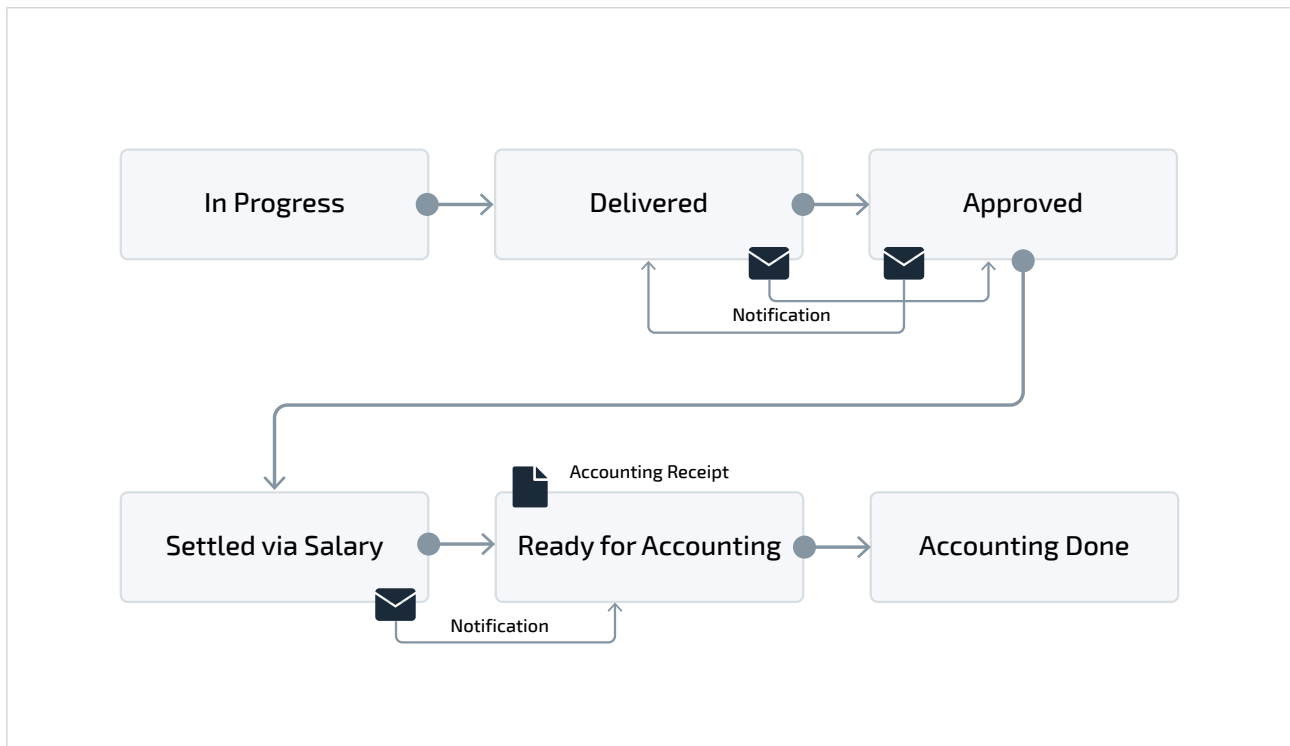 In Progress
Delivered
Approved
Notification
Accounting Receipt
Settled via Salary
Ready for Accounting
Accounting Done
Notification